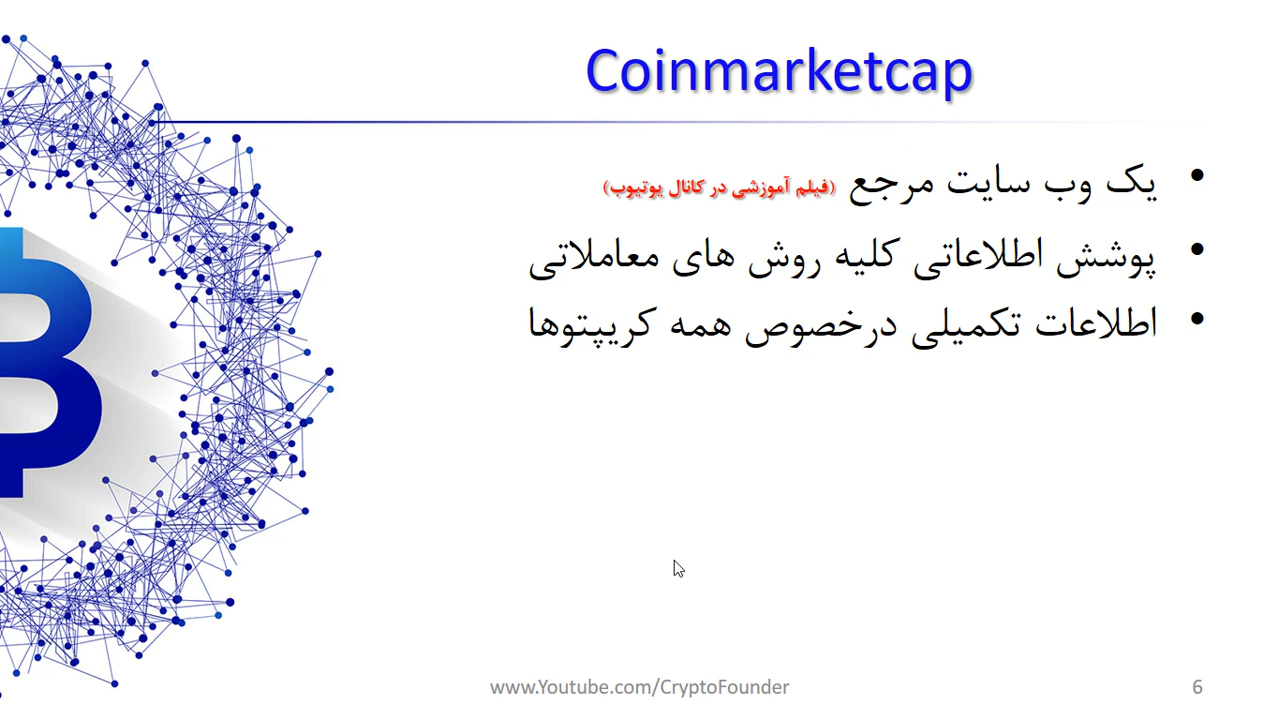 Coinmarketcap
• یک وب سایت مرجع (فیلم آموزشی در کانال یوتیوب)
• پوشش اطلاعاتی کلیه روش های معاملاتی
• اطلاعات تکمیلی درخصوص همه کریپتوها
www.Youtube.com/CryptoFounder 6